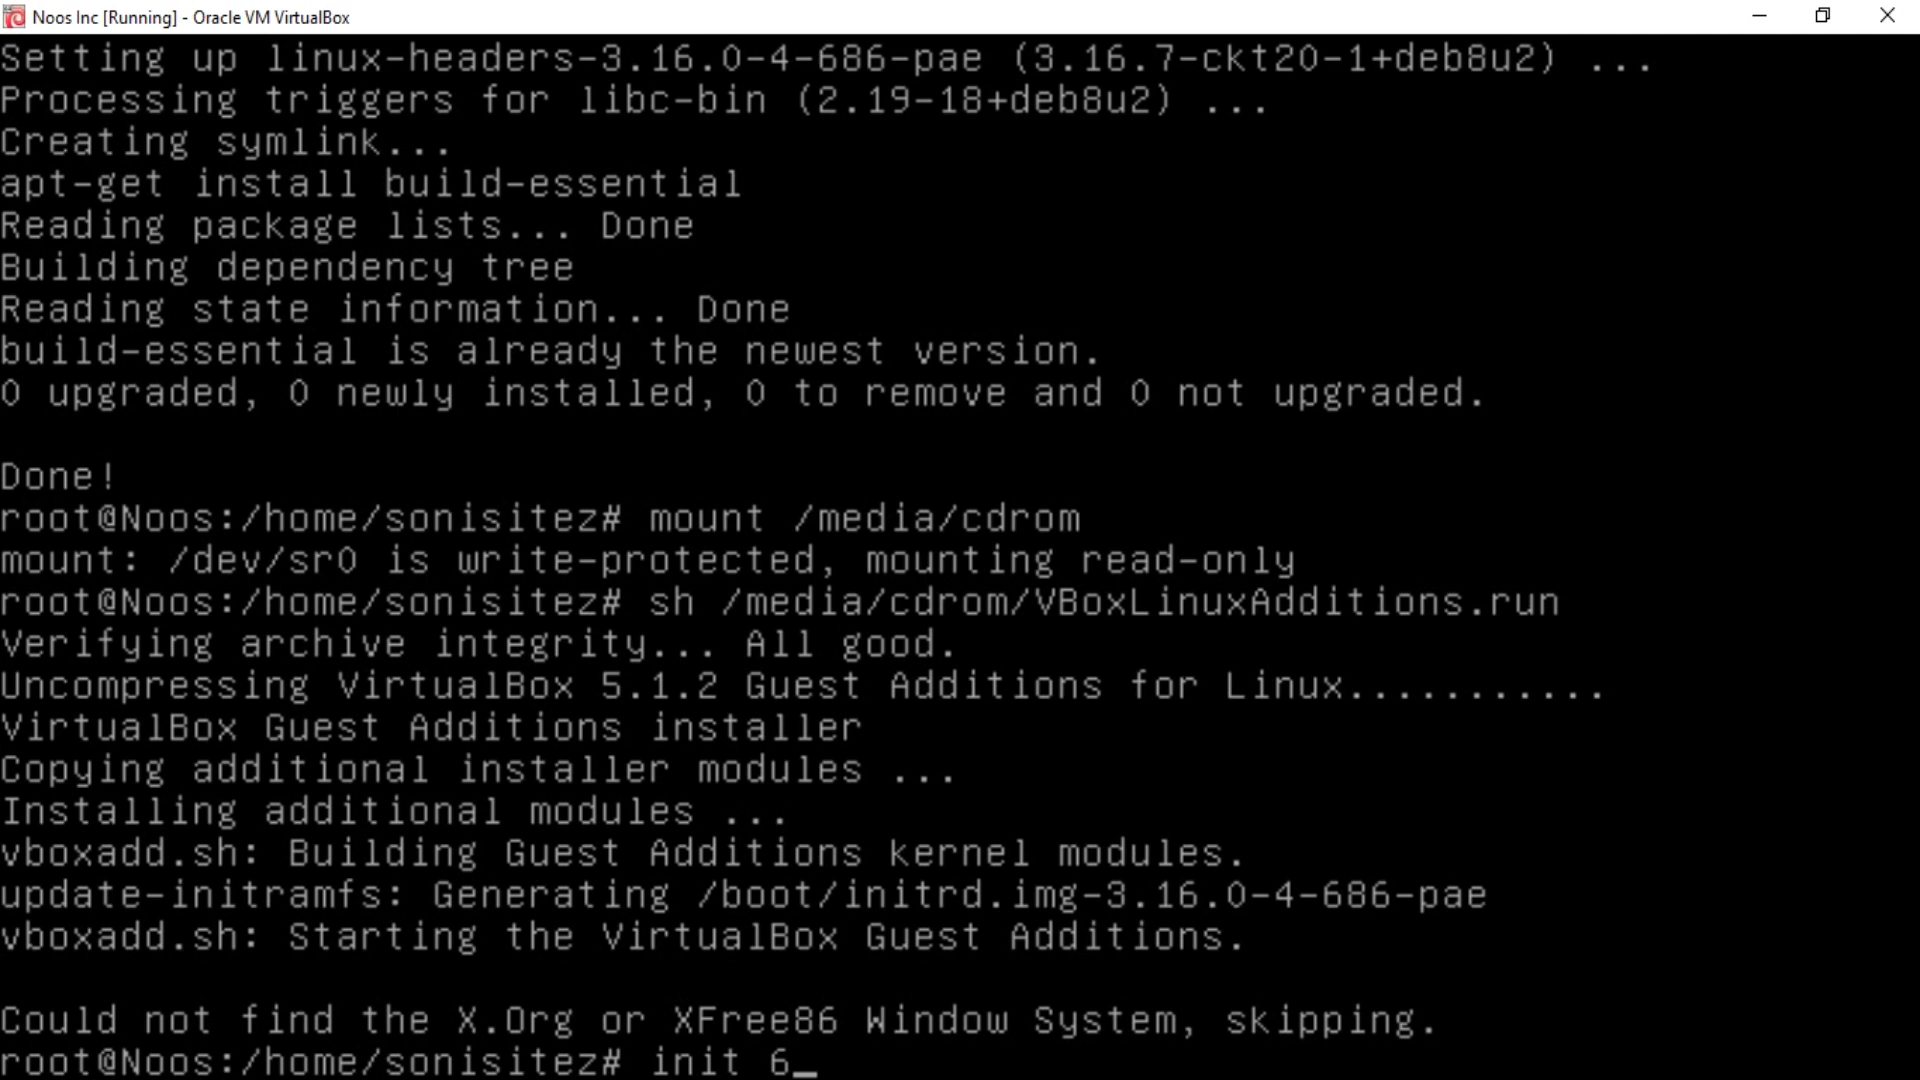 Noos Inc [Running] - Oracle VM VirtualBox
Setting up linux-headers-3.16.0-4-686-pae (3.16.7-ckt20-1+deb8u2) ...
Processing triggers for libc-bin (2.19-18+deb8u2) ...
Creating symlink...
apt-get install build-essential
Reading package lists... Done
Building dependency tree
Reading state information... Done
build-essential is already the newest version.
0 upgraded, 0 newly installed, 0 to remove and 0 not upgraded.
Done!
root@Noos:/home/sonisitez# mount /media/cdrom
mount: /dev/sr0 is write-protected, mounting read-only
root@Noos:/home/sonisitez# sh /media/cdrom/VBoxLinuxAdditions.run
Verifying archive integrity... All good.
Uncompressing VirtualBox 5.1.2 Guest Additions for Linux...........
VirtualBox Guest Additions installer
Copying additional installer modules ...
Installing additional modules ...
vboxadd.sh: Building Guest Additions kernel modules.
update-initramfs: Generating /boot/initrd.img-3.16.0-4-686-pae
vboxadd.sh: Starting the VirtualBox Guest Additions.
Could not find the X.Org or XFree86 Window System, skipping.
root@Noos:/home/sonisitez# init 6_